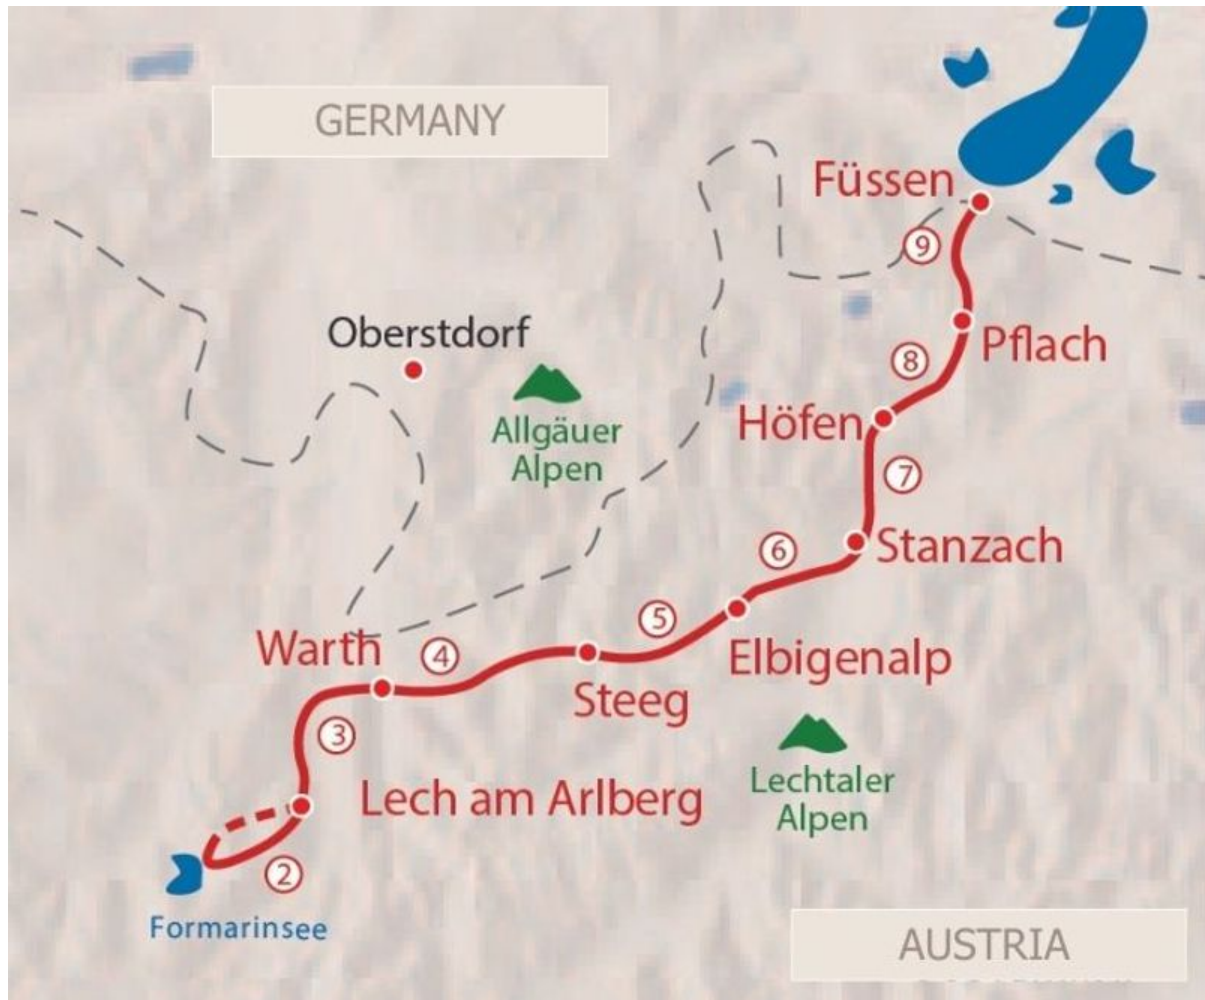 GERMANY
Füssen
9
Oberstdorf
Pflach
8
Allgäuer
Alpen
Höfen
7
Stanzach
6
5
Warth
4
Elbigenalp
Steeg
3
Lechtaler
Alpen
Lech am Arlberg
2
Formarinsee
AUSTRIA